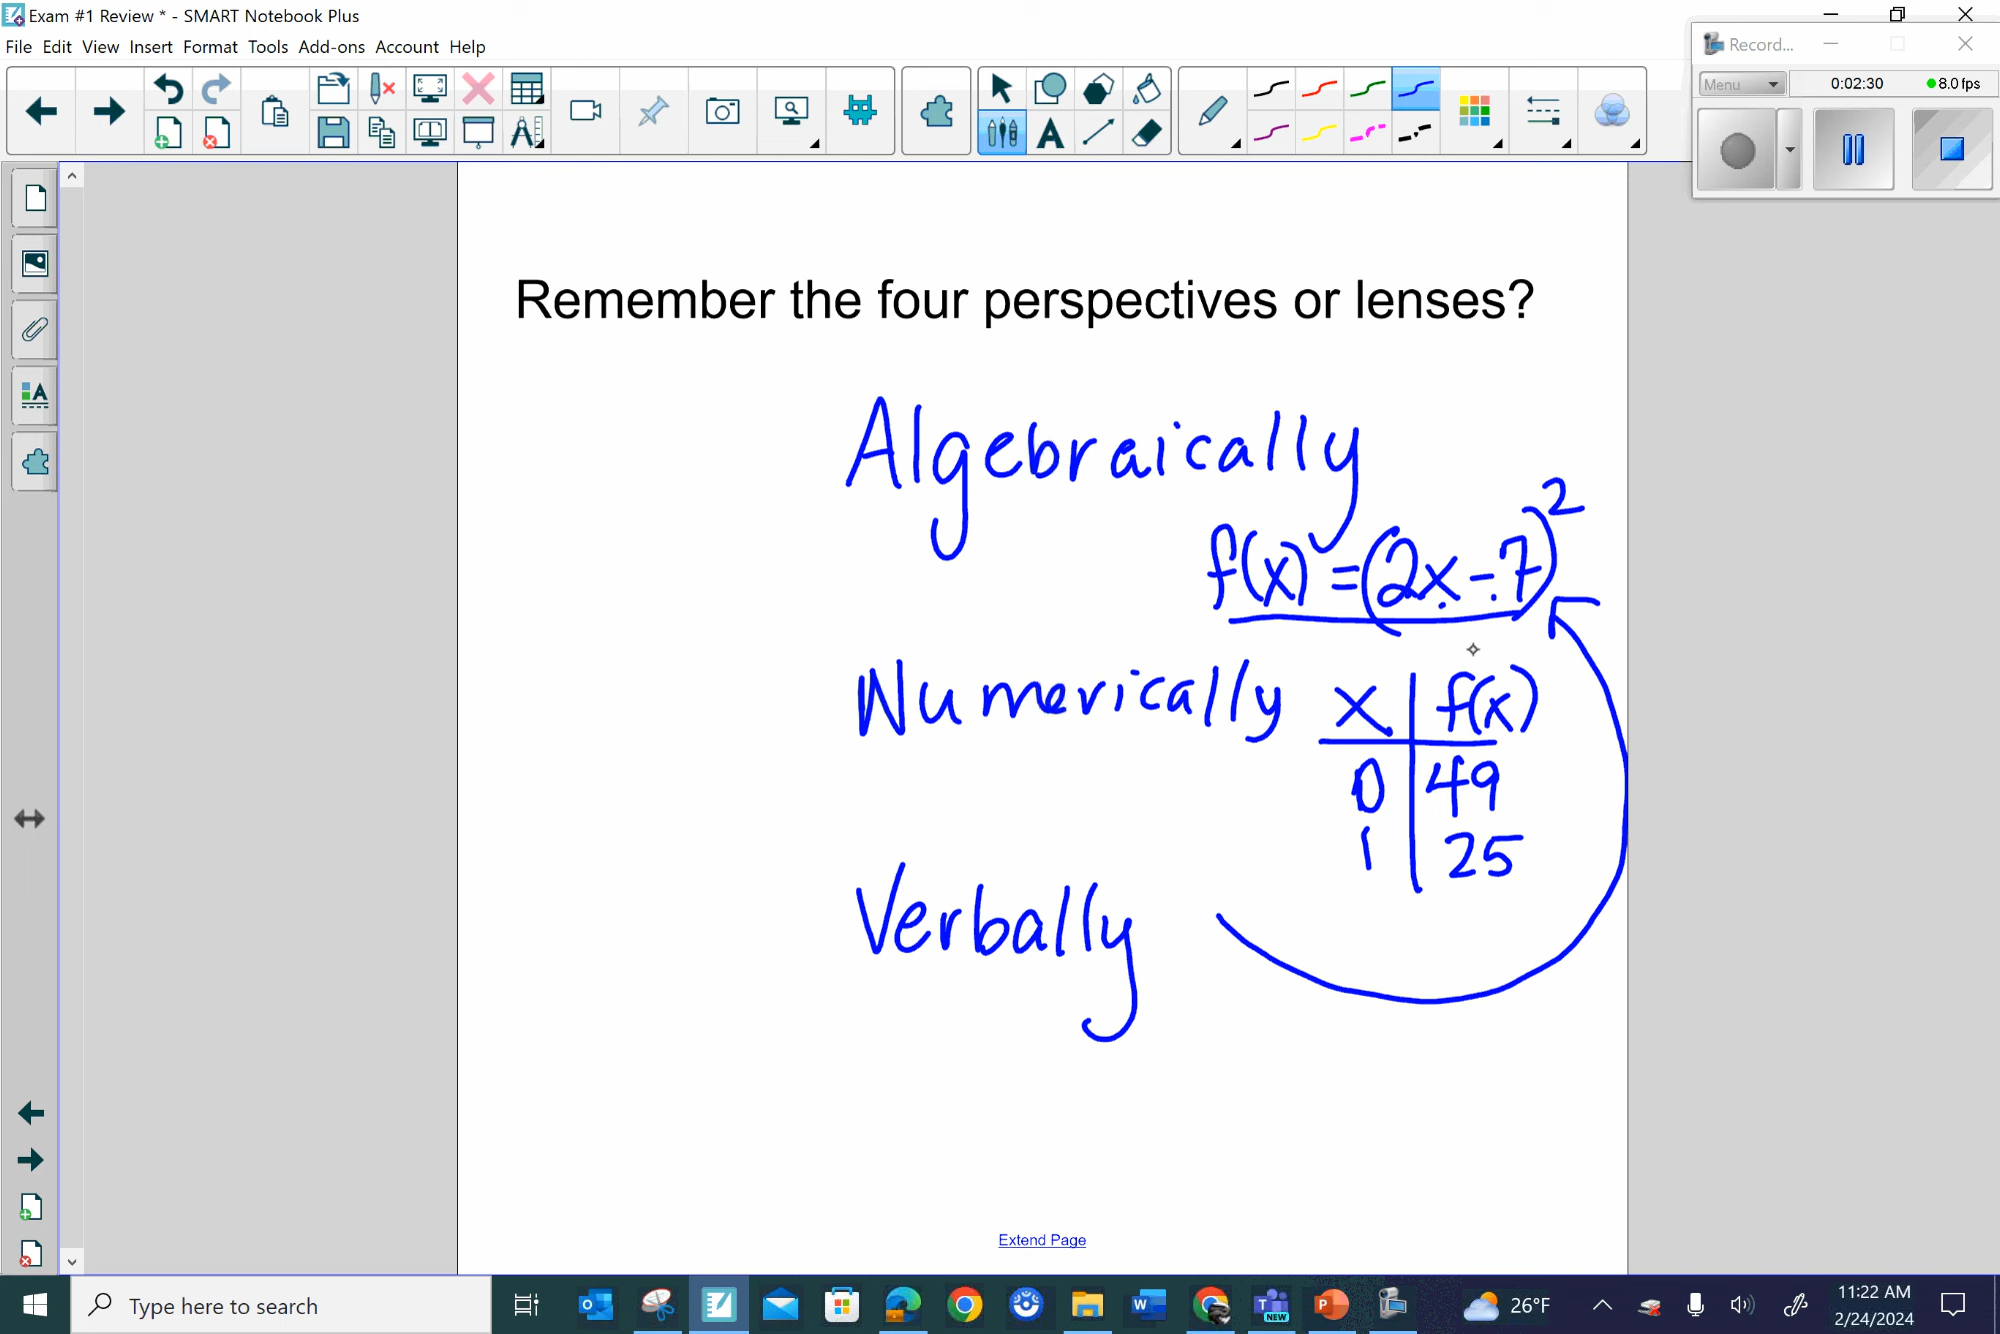 Exam #1 Review * - SMART Notebook Plus
File Edit View Insert Format Tools Add-ons Account Help
Record...
Menu 0:02:30 8.0 fps
Remember the four perspectives or lenses?
Algebraically
f(x) = (2x - 7)²
Numerically x | f(x)
0 | 49
1 | 25
Verbally
Extend Page
Type here to search
NEW
26°F
11:22 AM
2/24/2024